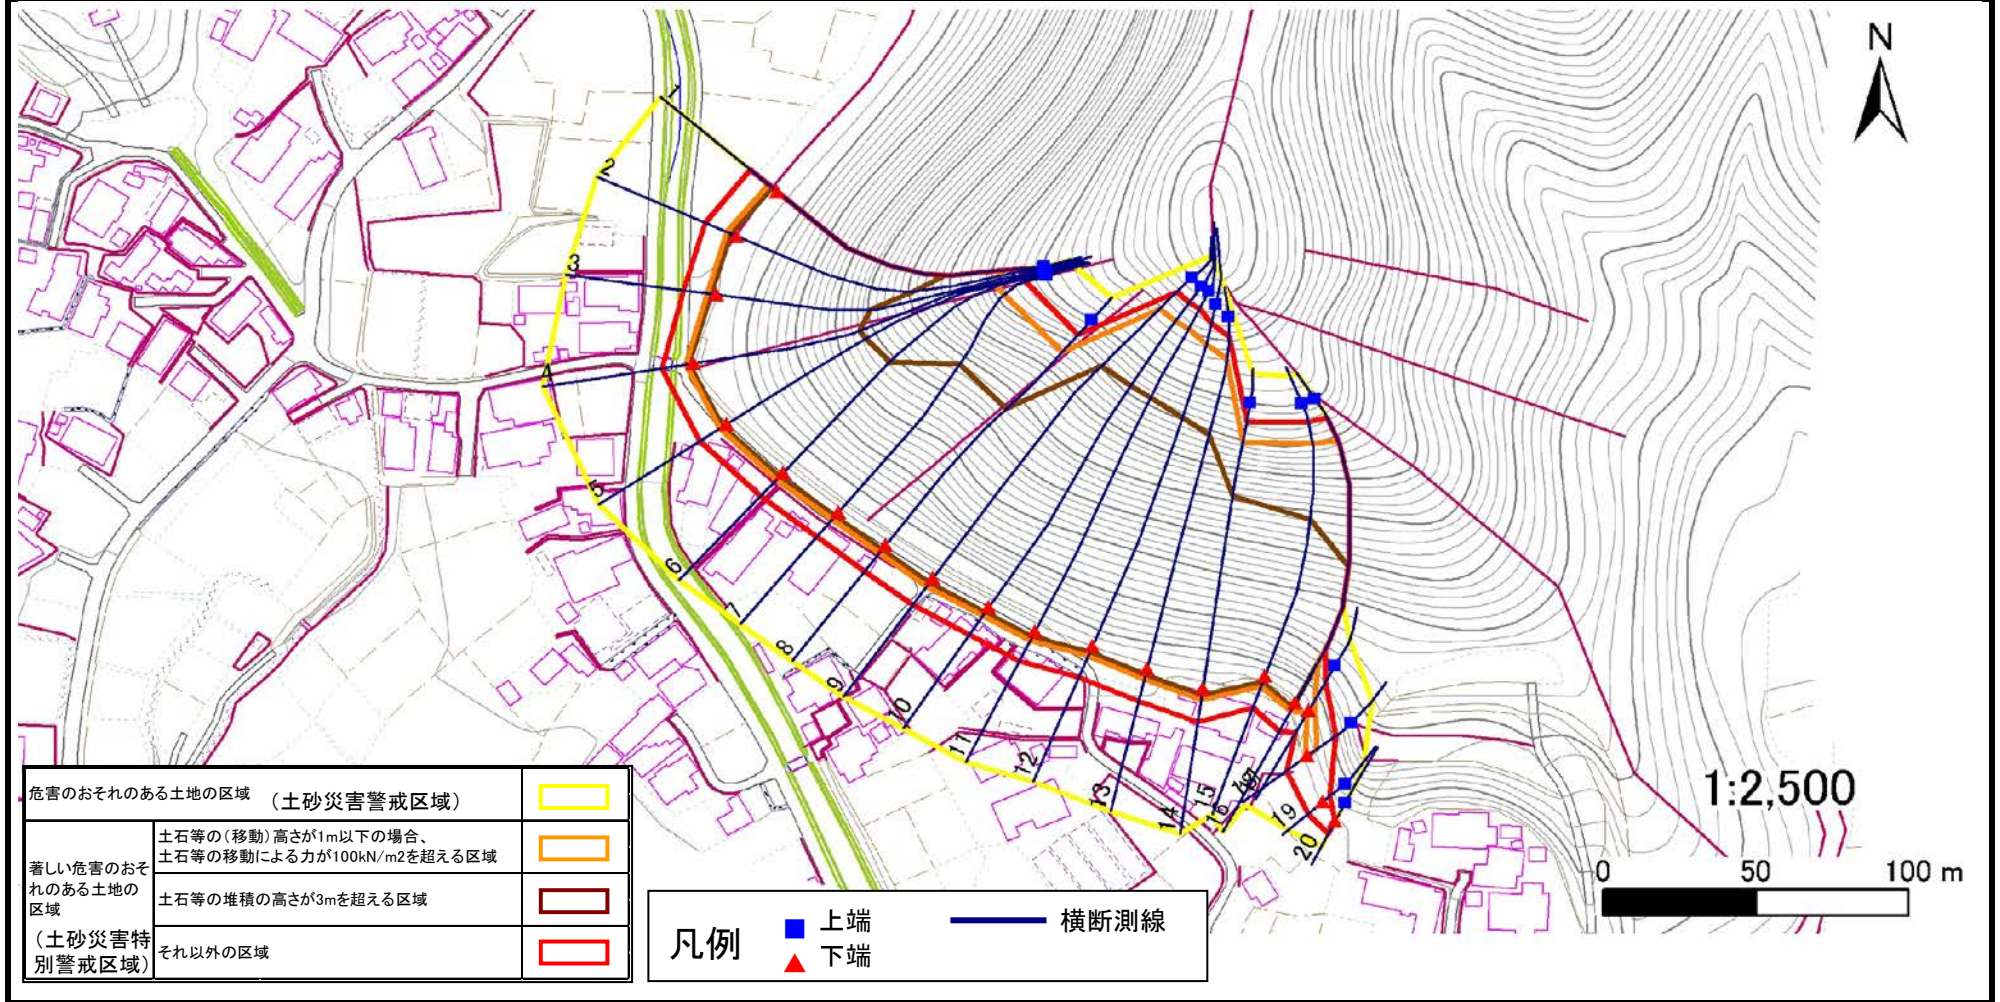 N
1
2
3
4
5
6
7
8
9
10
11
12
13
14
15
16
19
20
1:2,500
0 50 100 m
危害のおそれのある土地の区域 (土砂災害警戒区域)
著しい危害のおそれのある土地の区域
(土砂災害特別警戒区域)
土石等の(移動)高さが1m以下の場合、
土石等の移動による力が100kN/m2を超える区域
土石等の堆積の高さが3mを超える区域
それ以外の区域
凡例
上端
下端
横断測線